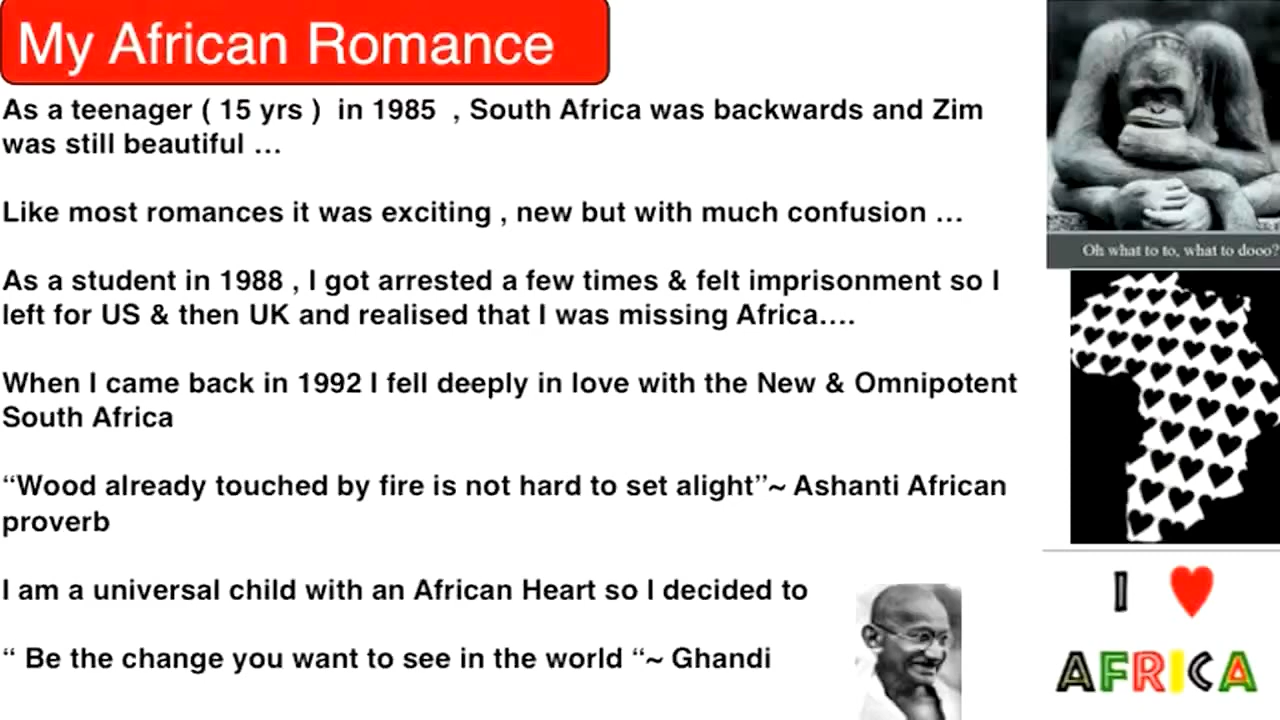 My African Romance
As a teenager ( 15 yrs )  in 1985  , South Africa was backwards and Zim
was still beautiful …
Like most romances it was exciting , new but with much confusion …
As a student in 1988 , I got arrested a few times & felt imprisonment so I
left for US & then UK and realised that I was missing Africa….
When I came back in 1992 I fell deeply in love with the New & Omnipotent
South Africa
“Wood already touched by fire is not hard to set alight”~ Ashanti African
proverb
I am a universal child with an African Heart so I decided to
“ Be the change you want to see in the world “~ Ghandi
Oh what to to, what to dooo?
I ♥
AFRICA